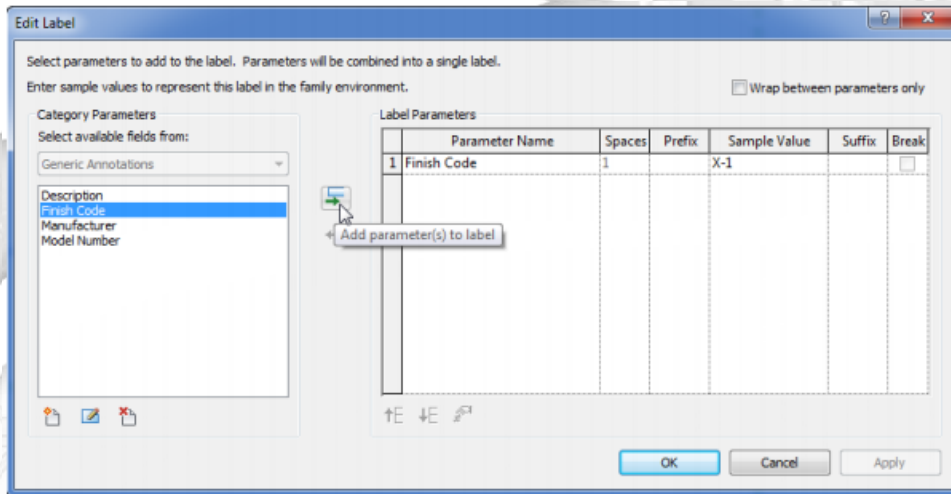 Edit Label
Select parameters to add to the label. Parameters will be combined into a single label.
Enter sample values to represent this label in the family environment.
Wrap between parameters only
Category Parameters
Label Parameters
Select available fields from:
Generic Annotations
Parameter Name Spaces Prefix Sample Value Suffix Break
1 Finish Code 1 X-1
Description
Finish Code
Manufacturer
Model Number
Add parameter(s) to label
OK Cancel Apply